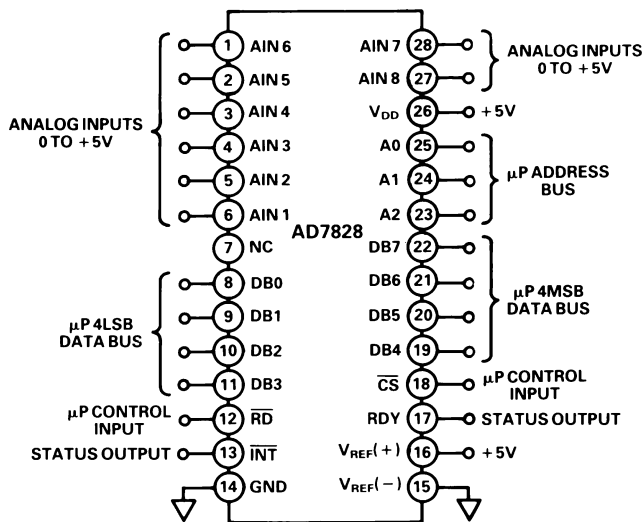 1 AIN 6
2 AIN 5
3 AIN 4
4 AIN 3
5 AIN 2
6 AIN 1
7 NC
8 DB0
9 DB1
10 DB2
11 DB3
12 R̅D̅
13 I̅N̅T̅
14 GND
ANALOG INPUTS
0 TO +5V
μP 4LSB
DATA BUS
μP CONTROL
INPUT
STATUS OUTPUT
AD7828
AIN 7 28
AIN 8 27
VDD 26 +5V
A0 25
A1 24
A2 23
DB7 22
DB6 21
DB5 20
DB4 19
C̅S̅ 18
RDY 17 STATUS OUTPUT
VREF(+) 16 +5V
VREF(−) 15
ANALOG INPUTS
0 TO +5V
μP ADDRESS
BUS
μP 4MSB
DATA BUS
μP CONTROL
INPUT